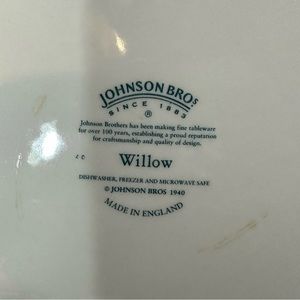 JOHNSON BROS
SINCE 1883
®
Johnson Brothers has been making fine tableware
for over 100 years, establishing a proud reputation
for craftsmanship and quality of design.
Willow
DISHWASHER, FREEZER AND MICROWAVE SAFE
© JOHNSON BROS 1940
MADE IN ENGLAND